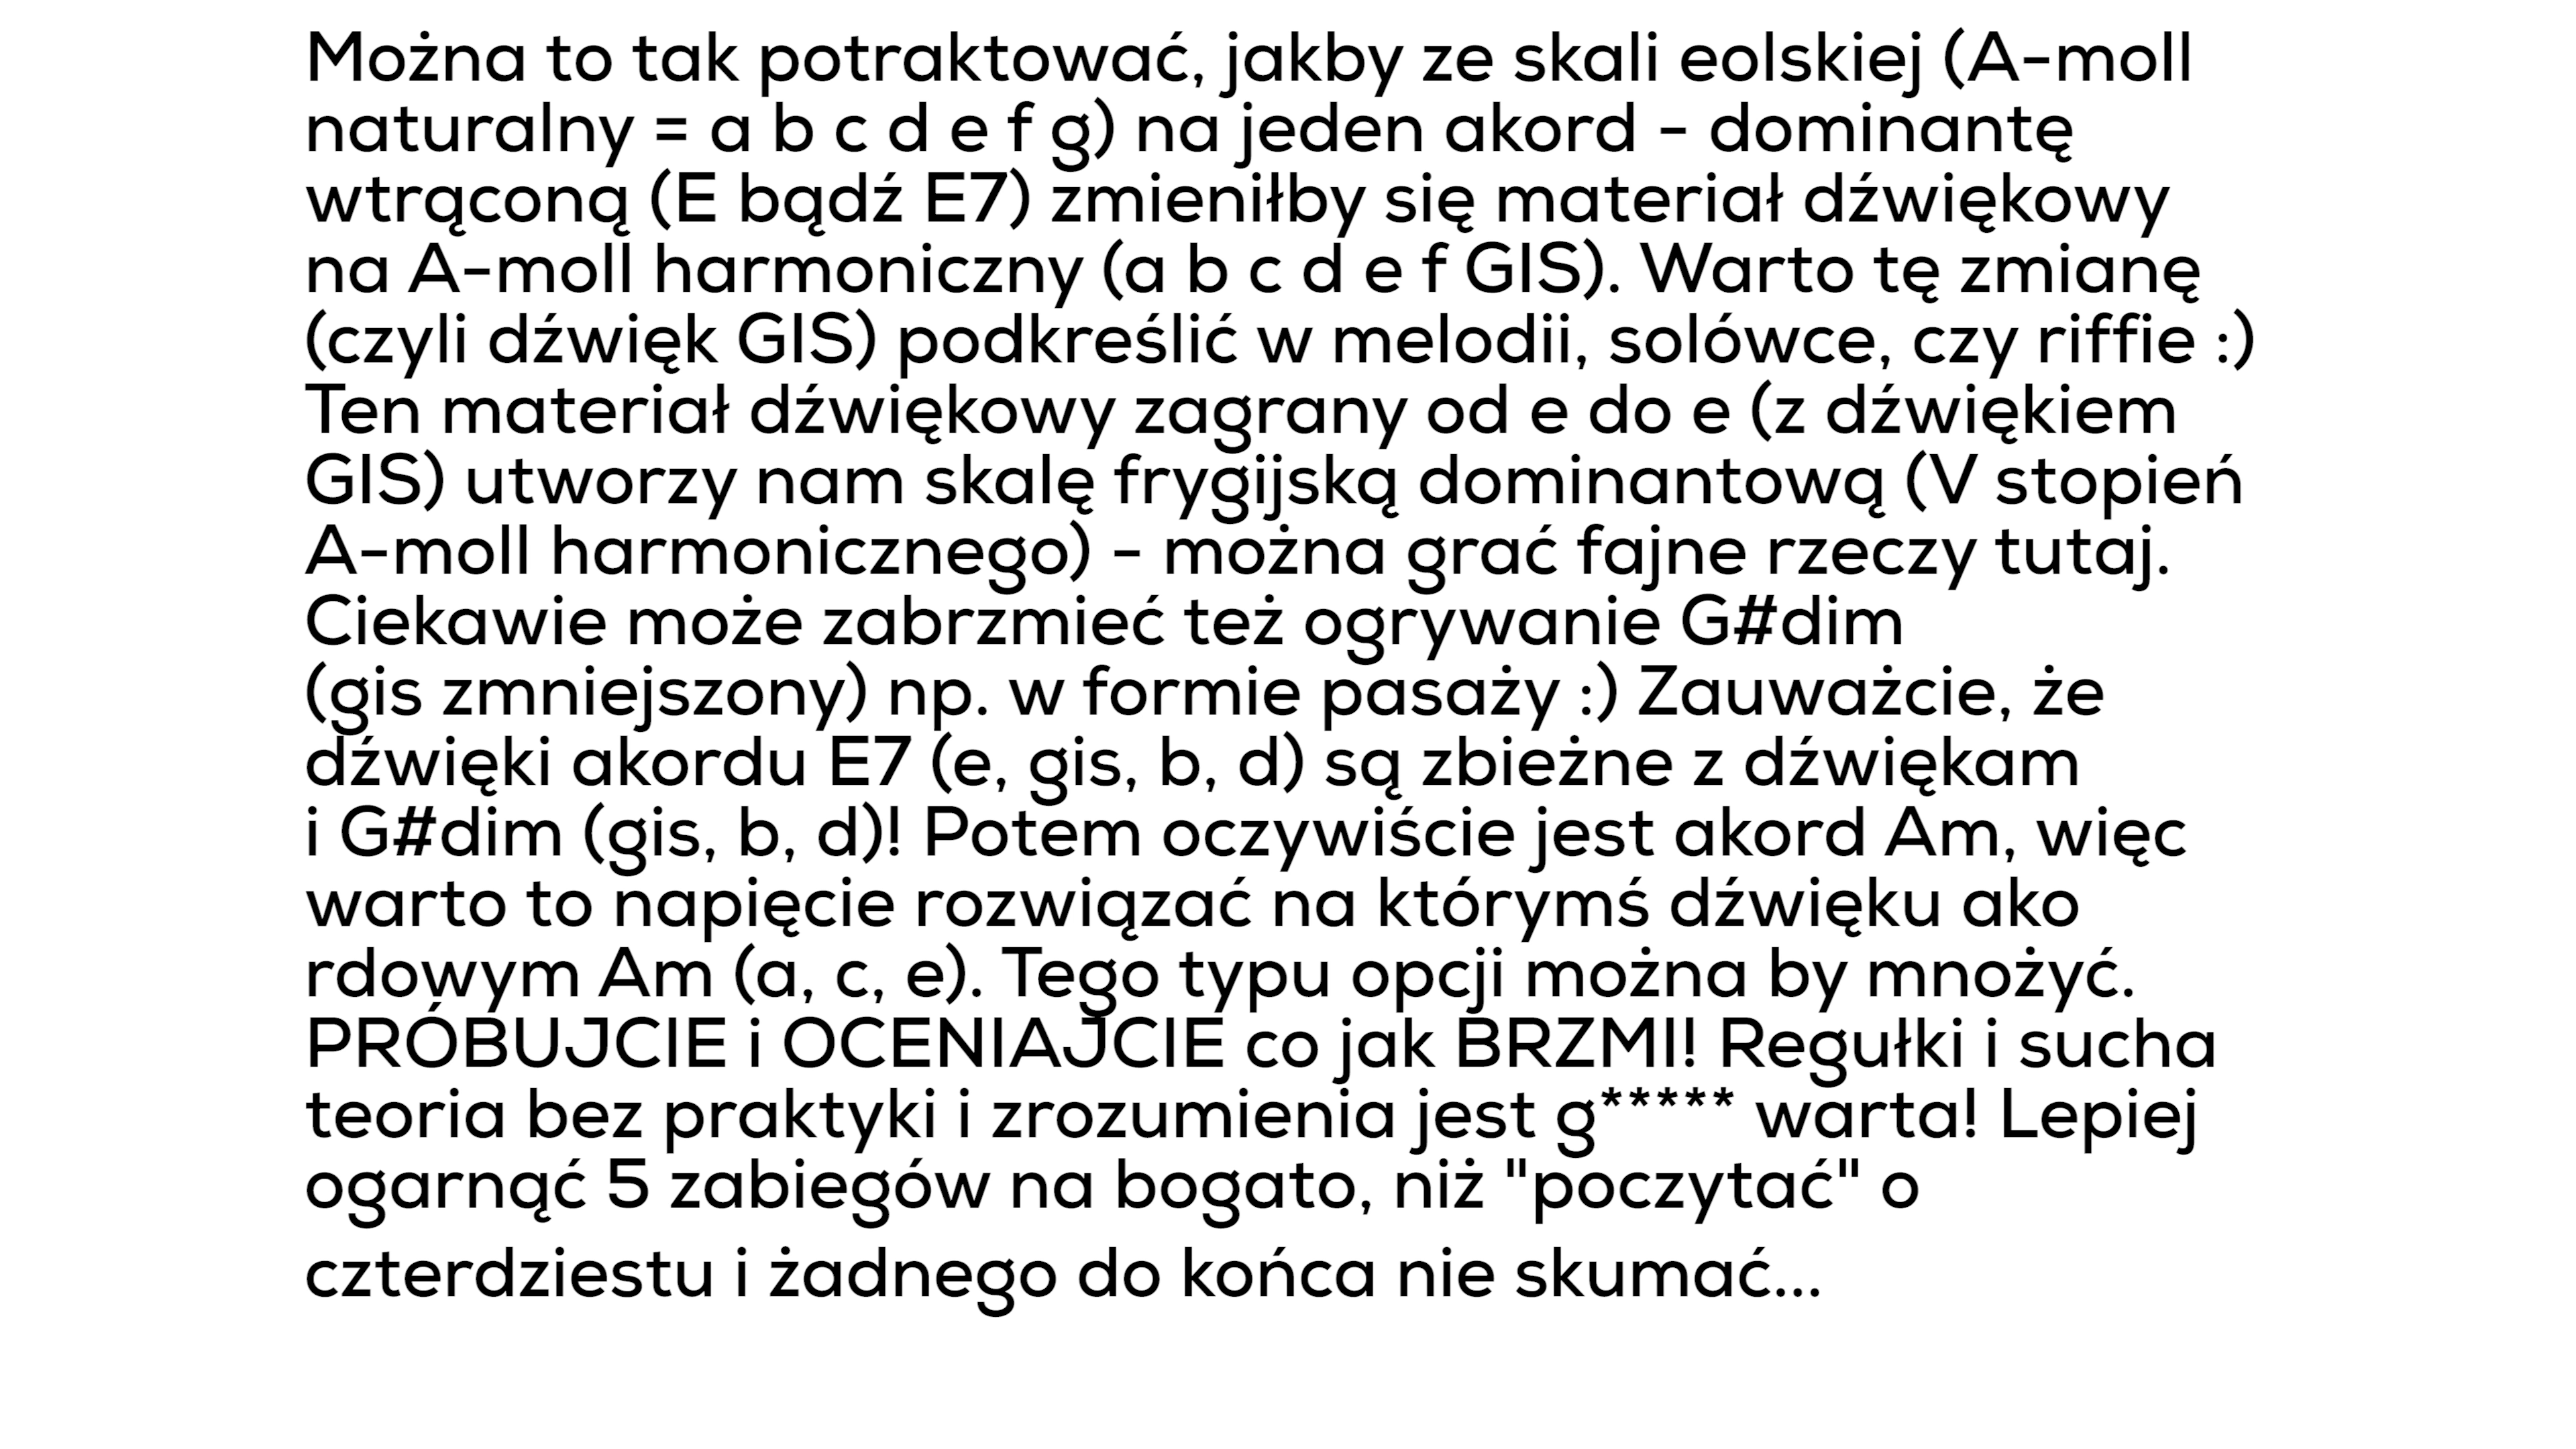 Można to tak potraktować, jakby ze skali eolskiej (A-moll
naturalny = a b c d e f g) na jeden akord - dominantę
wtrąconą (E bądź E7) zmieniłby się materiał dźwiękowy
na A-moll harmoniczny (a b c d e f GIS). Warto tę zmianę
(czyli dźwięk GIS) podkreślić w melodii, solówce, czy riffie :)
Ten materiał dźwiękowy zagrany od e do e (z dźwiękiem
GIS) utworzy nam skalę frygijską dominantową (V stopień
A-moll harmonicznego) - można grać fajne rzeczy tutaj.
Ciekawie może zabrzmieć też ogrywanie G#dim
(gis zmniejszony) np. w formie pasaży :) Zauważcie, że
dźwięki akordu E7 (e, gis, b, d) są zbieżne z dźwiękam
i G#dim (gis, b, d)! Potem oczywiście jest akord Am, więc
warto to napięcie rozwiązać na którymś dźwięku ako
rdowym Am (a, c, e). Tego typu opcji można by mnożyć.
PRÓBUJCIE i OCENIAJCIE co jak BRZMI! Regułki i sucha
teoria bez praktyki i zrozumienia jest g***** warta! Lepiej
ogarnąć 5 zabiegów na bogato, niż "poczytać" o
czterdziestu i żadnego do końca nie skumać...